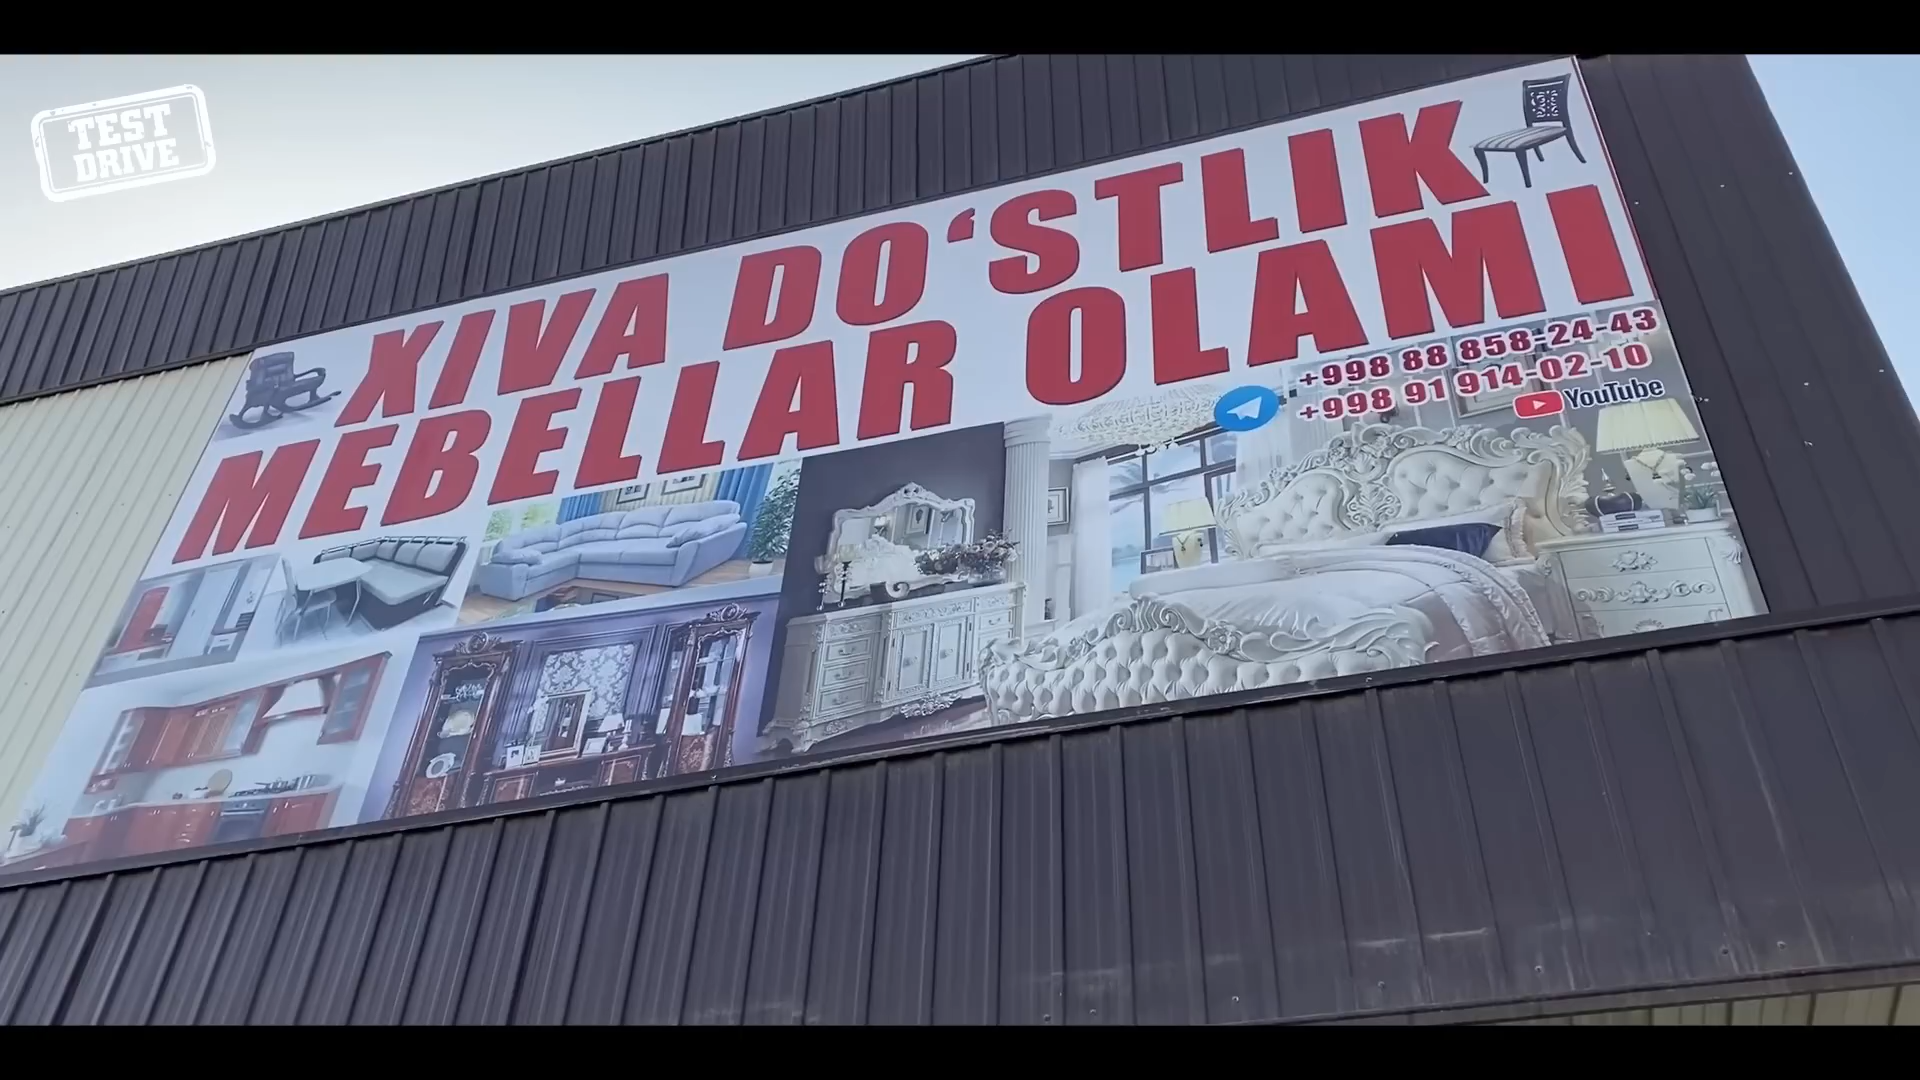 TEST
DRIVE
XIVA DO‘STLIK
MEBELLAR OLAMI
+998 88 858-24-43
+998 91 914-02-10
YouTube